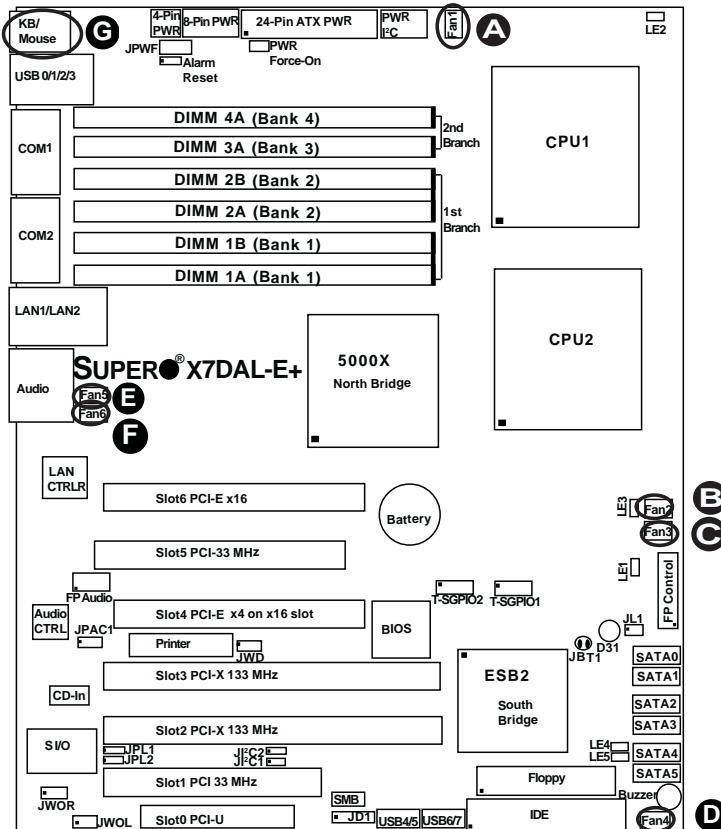 KB/
Mouse
G
4-Pin
PWR
8-Pin PWR
24-Pin ATX PWR
PWR
I²C
Fan1
A
LE2
JPWF
Alarm
Reset
PWR
Force-On
USB 0/1/2/3
COM1
COM2
DIMM 4A (Bank 4)
DIMM 3A (Bank 3)
DIMM 2B (Bank 2)
DIMM 2A (Bank 2)
DIMM 1B (Bank 1)
DIMM 1A (Bank 1)
2nd
Branch
1st
Branch
CPU1
CPU2
LAN1/LAN2
Audio
SUPER® X7DAL-E+
Fan5
E
Fan6
F
5000X
North Bridge
LAN
CTRLR
Slot6 PCI-E x16
Battery
LE3
Fan2
B
Fan3
C
Slot5 PCI-33 MHz
LE1
FP Control
FP Audio
T-SGPIO2
T-SGPIO1
Audio
CTRL
JPAC1
Slot4 PCI-E x4 on x16 slot
BIOS
JL1
D31
JBT1
Printer
JWD
Slot3 PCI-X 133 MHz
ESB2
South
Bridge
SATA0
SATA1
SATA2
SATA3
SATA4
SATA5
CD-In
Slot2 PCI-X 133 MHz
S I/O
JPL1
JPL2
JI²C2
JI²C1
LE4
LE5
Slot1 PCI 33 MHz
Floppy
Buzzer
JWOR
JWOL
Slot0 PCI-U
SMB
JD1
USB4/5
USB6/7
IDE
Fan4
D